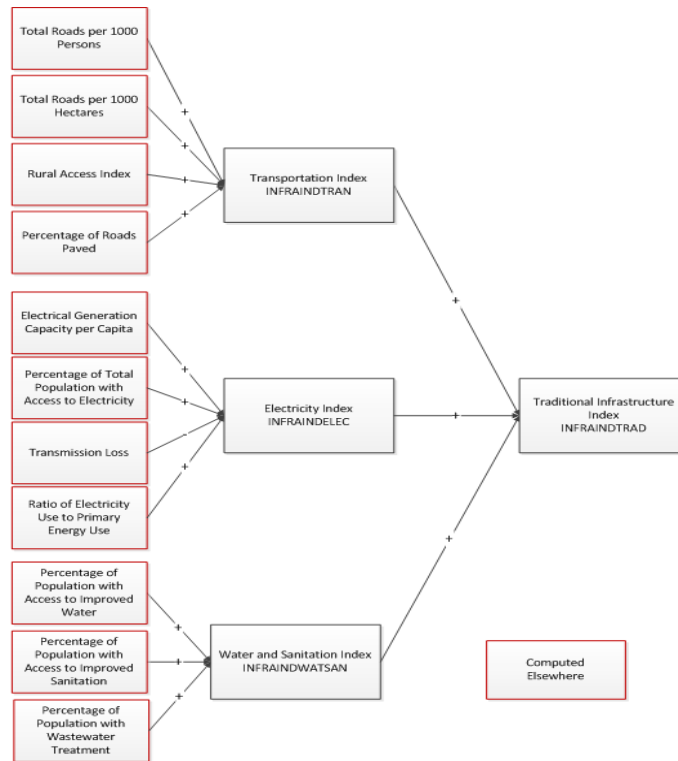 Total Roads per 1000
Persons
+
Total Roads per 1000
Hectares
+
Rural Access Index
+
Percentage of Roads
Paved
+
Transportation Index
INFRAINDTRAN
+
Electrical Generation
Capacity per Capita
+
Percentage of Total
Population with
Access to Electricity
+
Transmission Loss
-
Ratio of Electricity
Use to Primary
Energy Use
+
Electricity Index
INFRAINDELEC
+
Traditional Infrastructure
Index
INFRAINDTRAD
Percentage of
Population with
Access to Improved
Water
+
Percentage of
Population with
Access to Improved
Sanitation
+
Percentage of
Population with
Wastewater
Treatment
+
Water and Sanitation Index
INFRAINDWATSAN
+
Computed
Elsewhere